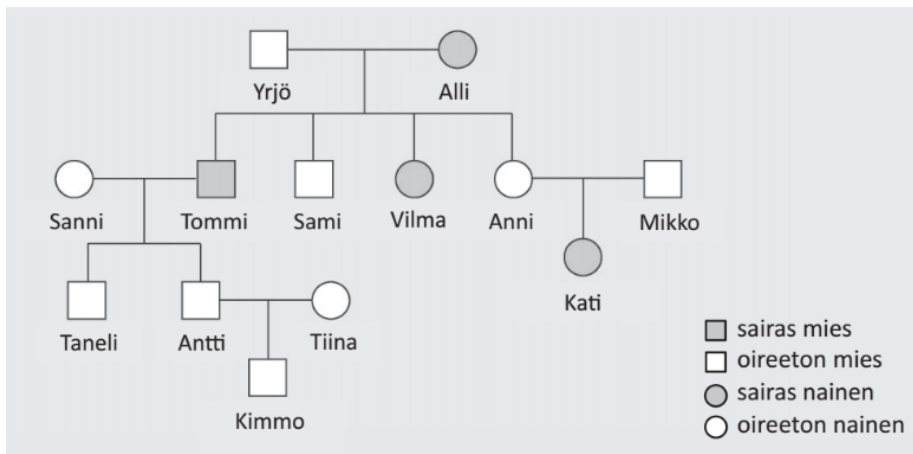 Yrjö
Alli
Sanni
Tommi
Sami
Vilma
Anni
Mikko
Kati
Taneli
Antti
Tiina
Kimmo
sairas mies
oireeton mies
sairas nainen
oireeton nainen